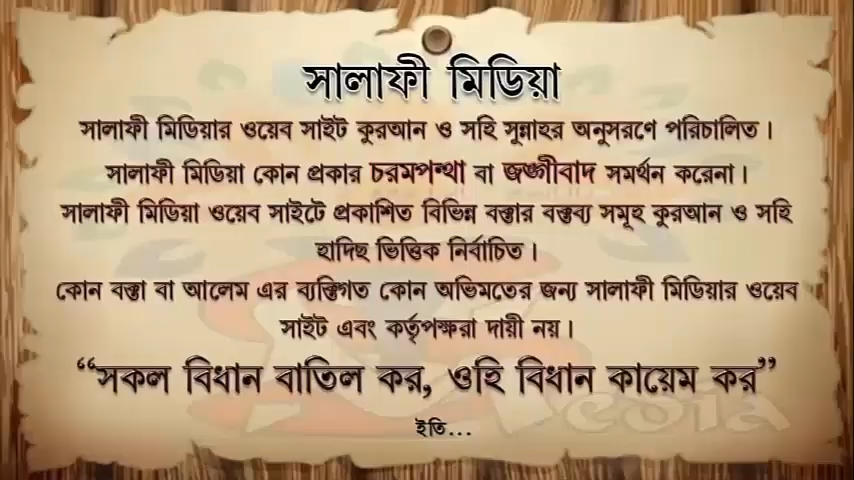 সালাফী মিডিয়া
সালাফী মিডিয়ার ওয়েব সাইট কুরআন ও সহি সুন্নাহর অনুসরণে পরিচালিত।
সালাফী মিডিয়া কোন প্রকার চরমপন্থা বা জঙ্গীবাদ সমর্থন করেনা।
সালাফী মিডিয়া ওয়েব সাইটে প্রকাশিত বিভিন্ন বক্তার বক্তব্য সমূহ কুরআন ও সহি
হাদিছ ভিত্তিক নির্বাচিত।
কোন বক্তা বা আলেম এর ব্যক্তিগত কোন অভিমতের জন্য সালাফী মিডিয়ার ওয়েব
সাইট এবং কর্তৃপক্ষরা দায়ী নয়।
“সকল বিধান বাতিল কর, ওহি বিধান কায়েম কর”
ইতি...